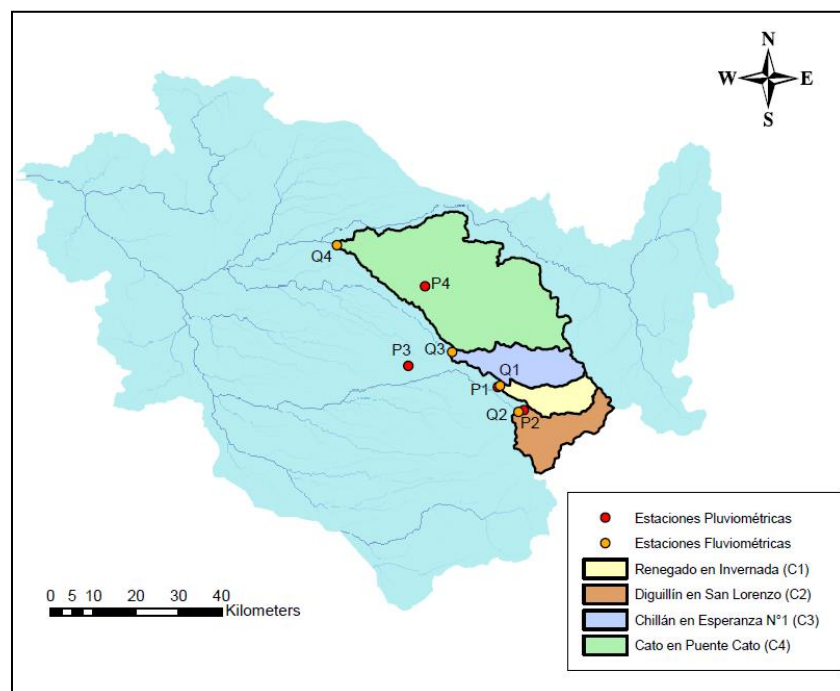 N
W E
S
Q4
P4
Q3
P3
Q1
P1
Q2
P2
0 5 10 20 30 40
Kilometers
Estaciones Pluviométricas
Estaciones Fluviométricas
Renegado en Invernada (C1)
Diguillín en San Lorenzo (C2)
Chillán en Esperanza N°1 (C3)
Cato en Puente Cato (C4)